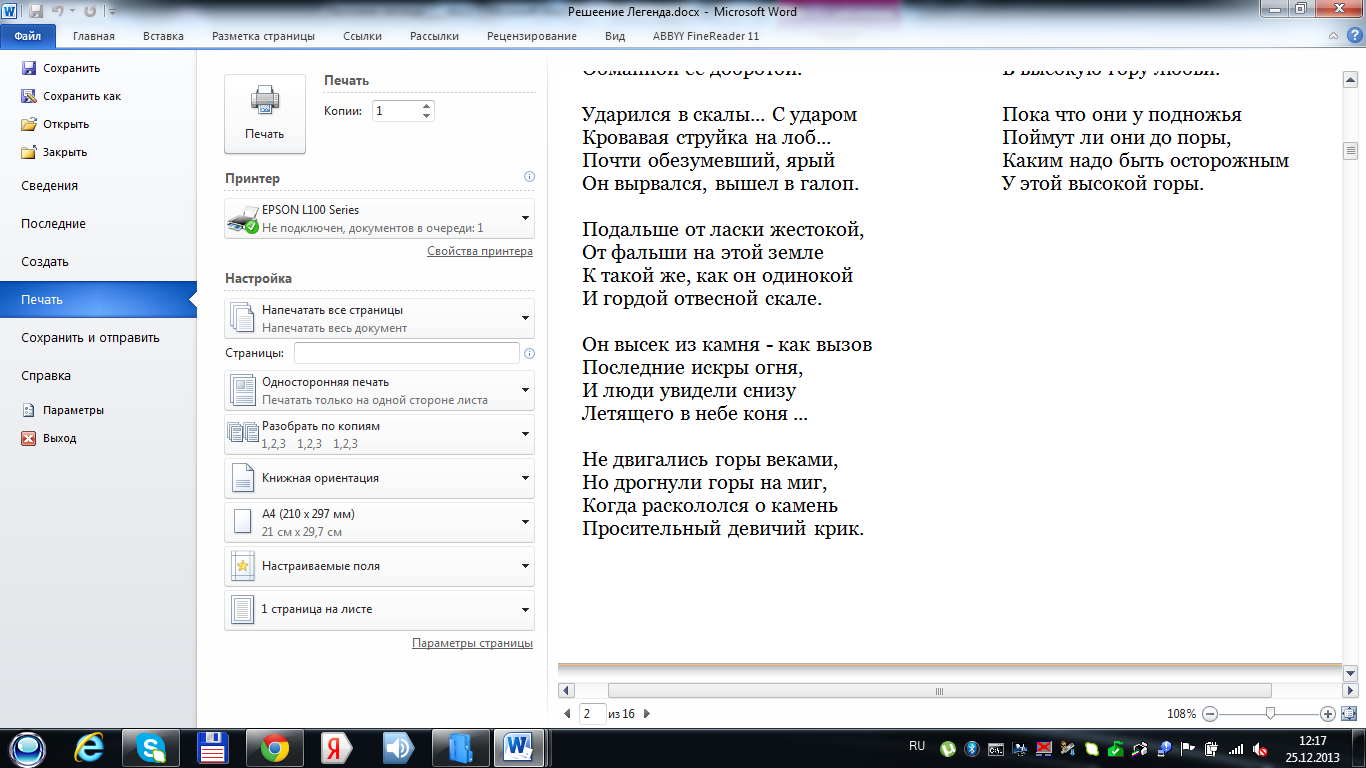 Решеение Легенда.docx - Microsoft Word
Файл Главная Вставка Разметка страницы Ссылки Рассылки Рецензирование Вид ABBYY FineReader 11
Сохранить
Сохранить как
Открыть
Закрыть
Сведения
Последние
Создать
Печать
Сохранить и отправить
Справка
Параметры
Выход
Печать
Печать
Копии: 1
Принтер
EPSON L100 Series
Не подключен, документов в очереди: 1
Свойства принтера
Настройка
Напечатать все страницы
Напечатать весь документ
Страницы:
Односторонняя печать
Печатать только на одной стороне листа
Разобрать по копиям
1,2,3 1,2,3 1,2,3
Книжная ориентация
A4 (210 x 297 мм)
21 см x 29,7 см
Настраиваемые поля
1 страница на листе
Параметры страницы
Обманной ее добротой.
Ударился в скалы... С ударом
Кровавая струйка на лоб...
Почти обезумевший, ярый
Он вырвался, вышел в галоп.
Подальше от ласки жестокой,
От фальши на этой земле
К такой же, как он одинокой
И гордой отвесной скале.
Он высек из камня - как вызов
Последние искры огня,
И люди увидели снизу
Летящего в небе коня ...
Не двигались горы веками,
Но дрогнули горы на миг,
Когда раскололся о камень
Просительный девичий крик.
В высокую гору любви.
Пока что они у подножья
Поймут ли они до поры,
Каким надо быть осторожным
У этой высокой горы.
2 из 16
108%
RU
12:17
25.12.2013